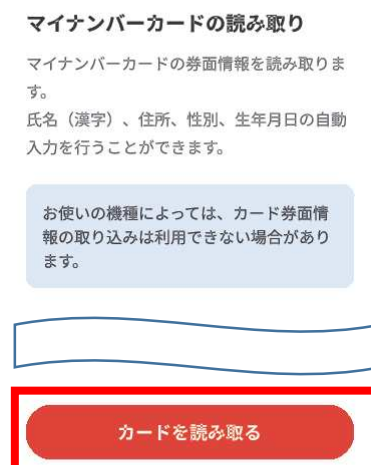 マイナンバーカードの読み取り
マイナンバーカードの券面情報を読み取りま
す。
氏名（漢字）、住所、性別、生年月日の自動
入力を行うことができます。
お使いの機種によっては、カード券面情
報の取り込みは利用できない場合があり
ます。
カードを読み取る